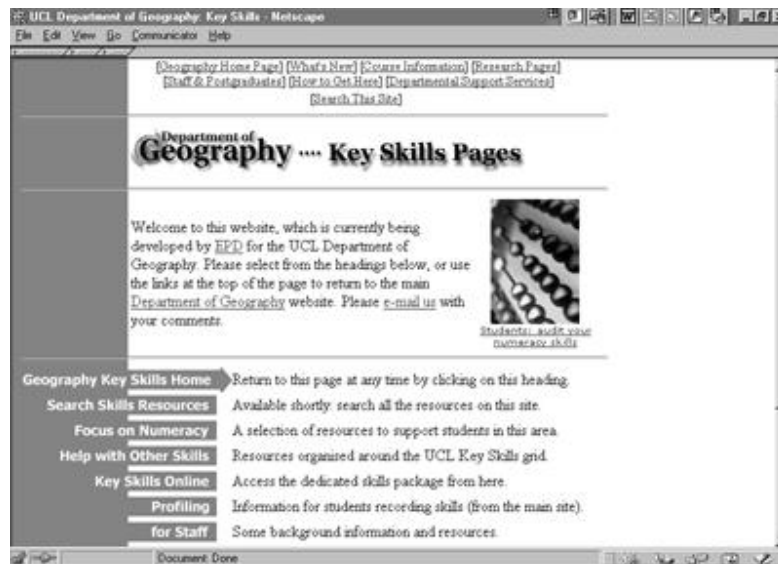 UCL Department of Geography: Key Skills - Netscape
File Edit View Go Communicator Help
[Geography Home Page] [What's New] [Course Information] [Research Pages]
[Staff & Postgraduates] [How to Get Here] [Departmental Support Services]
[Search This Site]
Department of
Geography .... Key Skills Pages
Welcome to this website, which is currently being
developed by EPD for the UCL Department of
Geography. Please select from the headings below, or use
the links at the top of the page to return to the main
Department of Geography website. Please e-mail us with
your comments.
Students: audit your
numeracy skills
Geography Key Skills Home Return to this page at any time by clicking on this heading.
Search Skills Resources Available shortly: search all the resources on this site.
Focus on Numeracy A selection of resources to support students in this area.
Help with Other Skills Resources organised around the UCL Key Skills grid.
Key Skills Online Access the dedicated skills package from here.
Profiling Information for students recording skills (from the main site).
for Staff Some background information and resources.
Document: Done